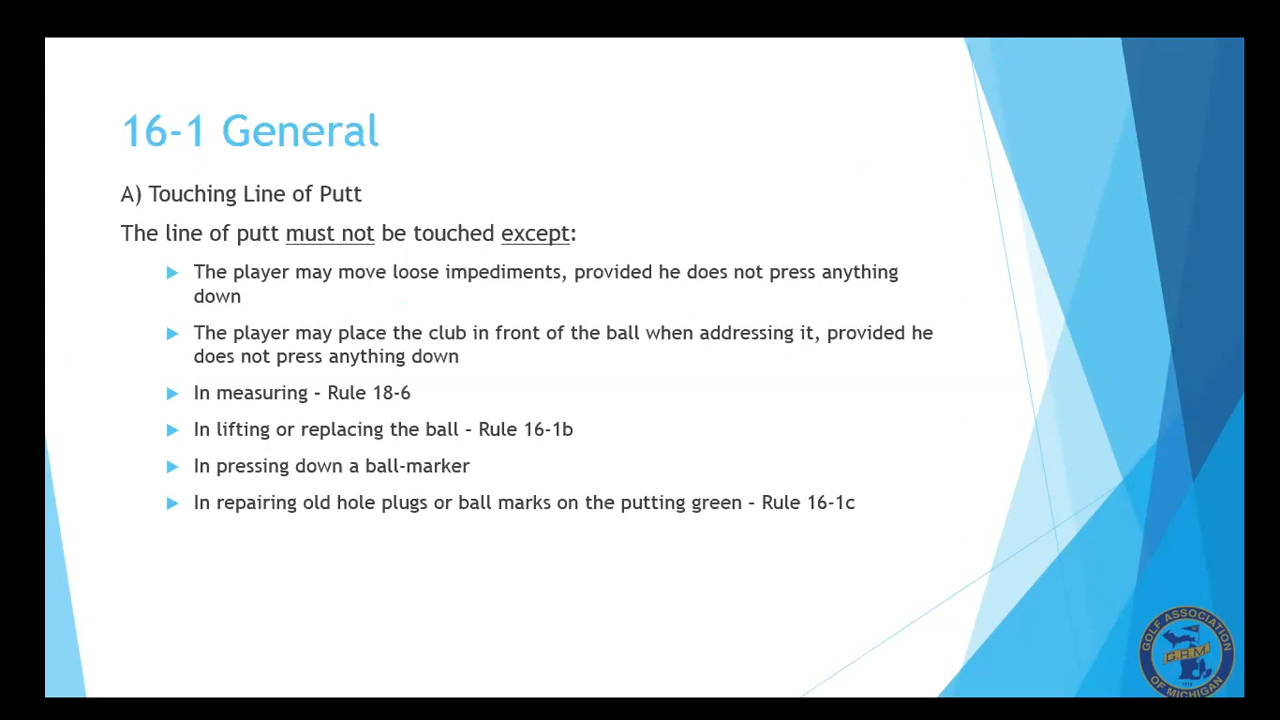 16-1 General
A) Touching Line of Putt
The line of putt must not be touched except:
The player may move loose impediments, provided he does not press anything
down
The player may place the club in front of the ball when addressing it, provided he
does not press anything down
In measuring – Rule 18-6
In lifting or replacing the ball – Rule 16-1b
In pressing down a ball-marker
In repairing old hole plugs or ball marks on the putting green – Rule 16-1c
GOLF ASSOCIATION
G.A.M
OF MICHIGAN